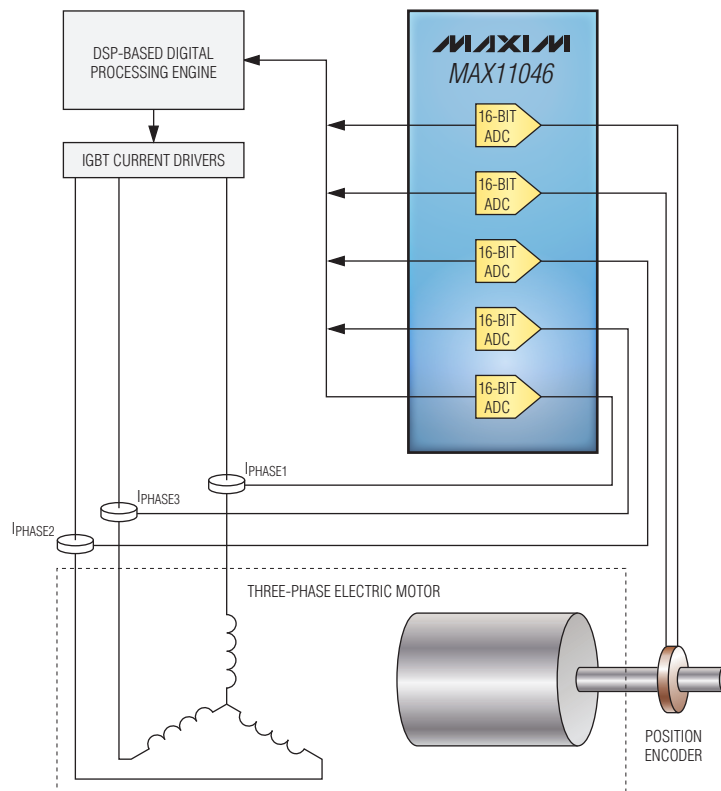 DSP-BASED DIGITAL
PROCESSING ENGINE
IGBT CURRENT DRIVERS
MAXIM
MAX11046
16-BIT
ADC
16-BIT
ADC
16-BIT
ADC
16-BIT
ADC
16-BIT
ADC
IPHASE1
IPHASE3
IPHASE2
THREE-PHASE ELECTRIC MOTOR
POSITION
ENCODER